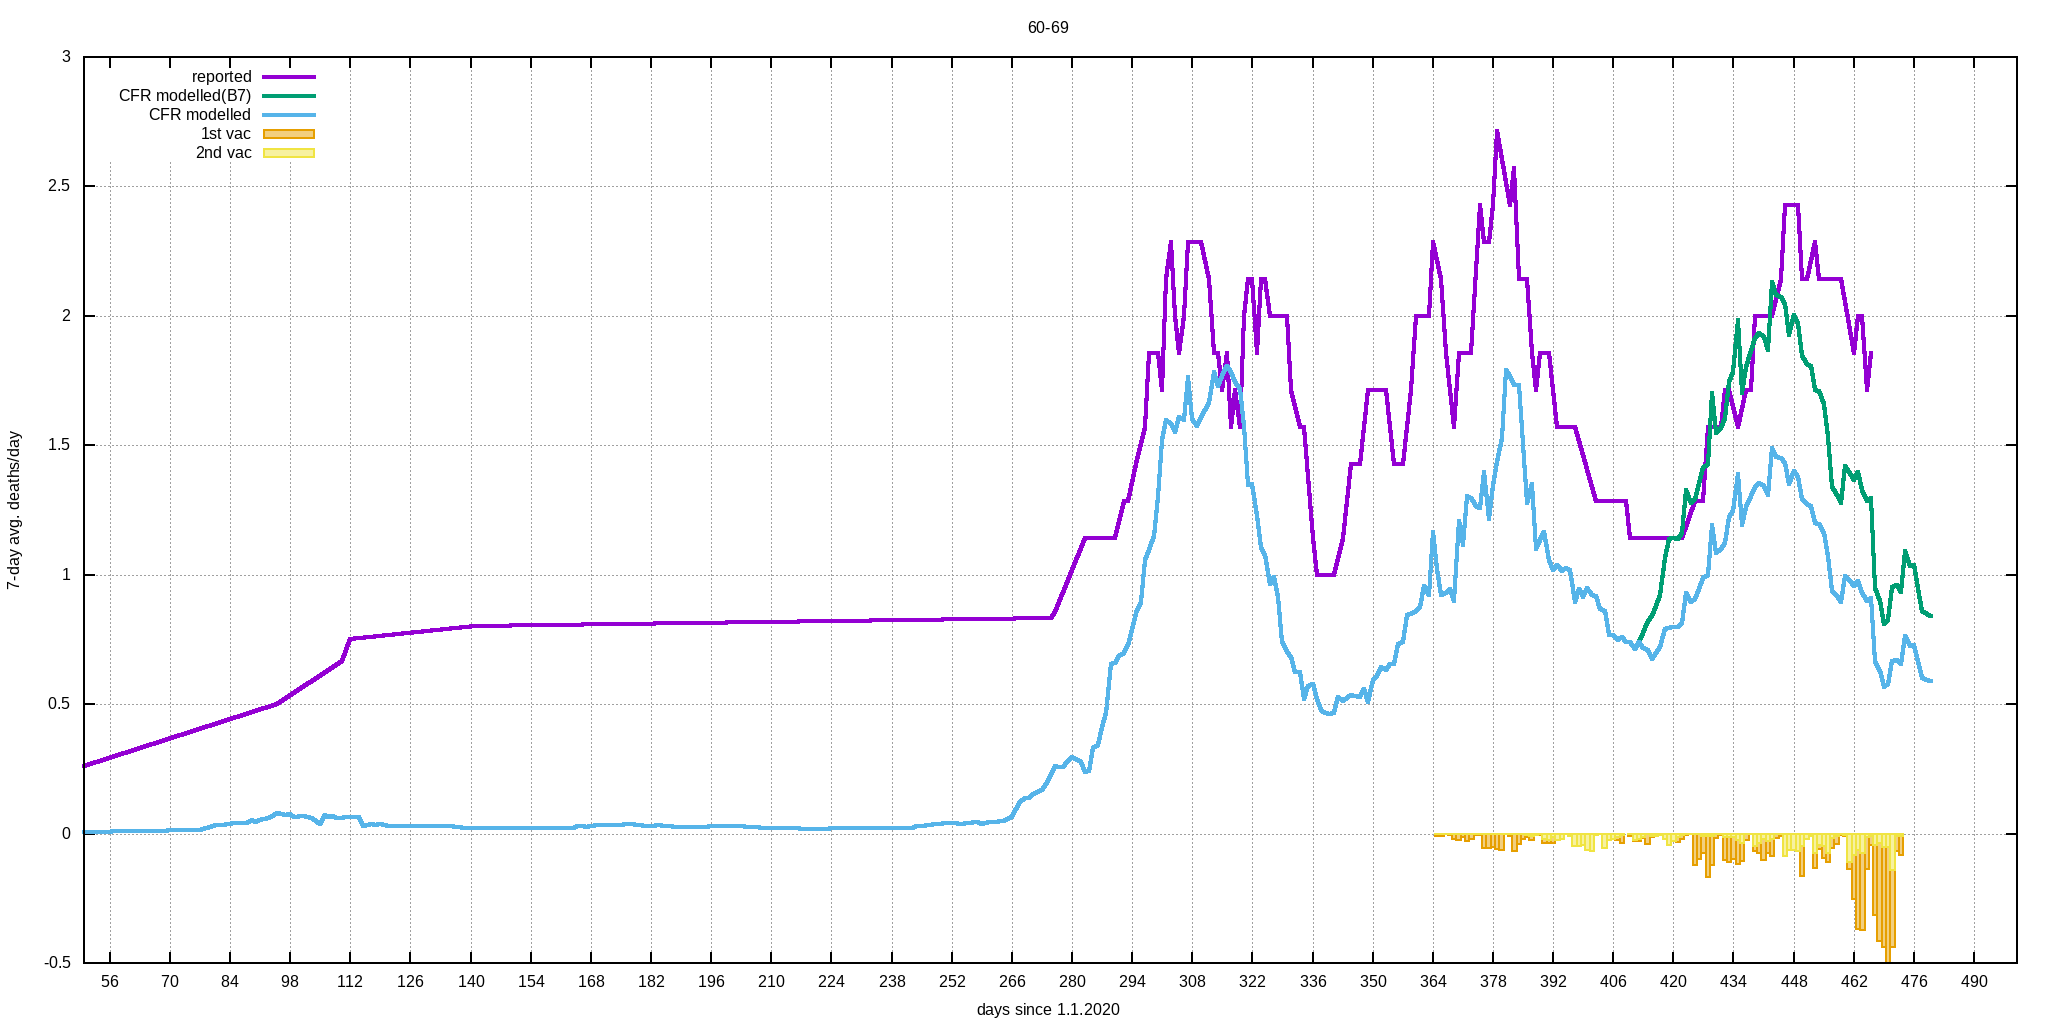 60-69
reported
CFR modelled(B7)
CFR modelled
1st vac
2nd vac
3
2.5
2
1.5
1
0.5
0
-0.5
7-day avg. deaths/day
56 70 84 98 112 126 140 154 168 182 196 210 224 238 252 266 280 294 308 322 336 350 364 378 392 406 420 434 448 462 476 490
days since 1.1.2020